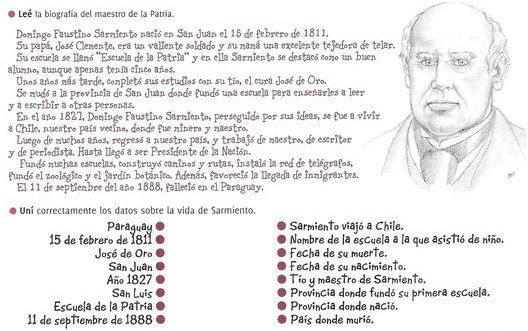 ● Leé la biografía del maestro de la Patria.
Domingo Faustino Sarmiento nació en San Juan el 15 de febrero de 1811.
Su papá, José Clemente, era un valiente soldado y su mamá una excelente tejedora de telar.
Su escuela se llamó "Escuela de la Patria" y en ella Sarmiento se destacó como un buen
alumno, aunque apenas tenía cinco años.
Unos años más tarde, completó sus estudios con su tío, el cura José de Oro.
Se mudó a la provincia de San Juan donde fundó una escuela para enseñarles a leer
y a escribir a otras personas.
En el año 1827, Domingo Faustino Sarmiento, perseguido por sus ideas, se fue a vivir
a Chile, nuestro país vecino, donde fue minero y maestro.
Luego de muchos años, regresó a nuestro país, y trabajó de maestro, de escritor
y de periodista. Hasta llegó a ser Presidente de la Nación.
Fundó muchas escuelas, construyó caminos y rutas, instaló la red de telégrafos,
fundó el zoológico y el jardín botánico. Además, favoreció la llegada de inmigrantes.
El 11 de septiembre del año 1888, falleció en el Paraguay.
● Uní correctamente los datos sobre la vida de Sarmiento.
Paraguay ● ● Sarmiento viajó a Chile.
15 de febrero de 1811 ● ● Nombre de la escuela a la que asistió de niño.
José de Oro ● ● Fecha de su muerte.
San Juan ● ● Fecha de su nacimiento.
Año 1827 ● ● Tío y maestro de Sarmiento.
San Luis ● ● Provincia donde fundó su primera escuela.
Escuela de la Patria ● ● Provincia donde nació.
11 de septiembre de 1888 ● ● País donde murió.